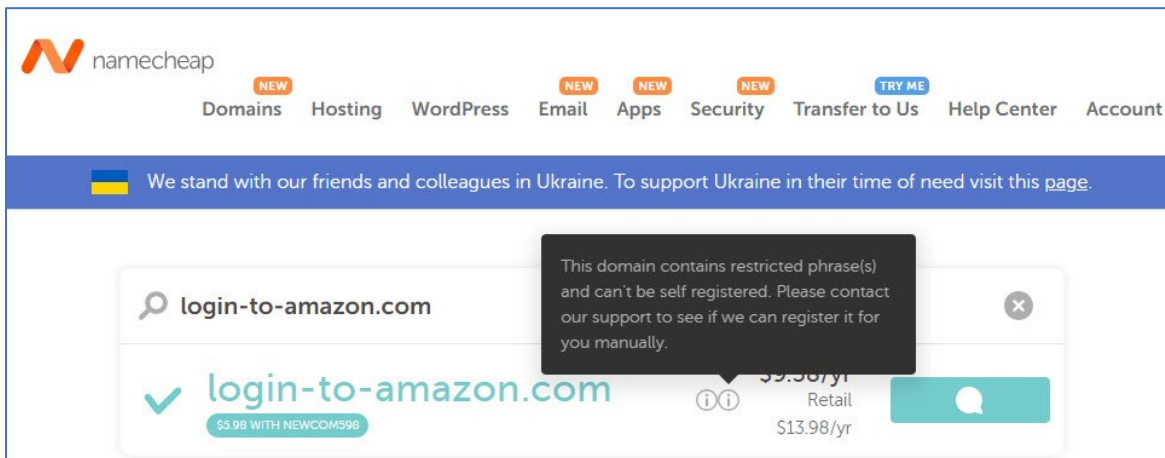 namecheap
NEW NEW NEW NEW TRY ME
Domains Hosting WordPress Email Apps Security Transfer to Us Help Center Account
We stand with our friends and colleagues in Ukraine. To support Ukraine in their time of need visit this page.
This domain contains restricted phrase(s)
and can't be self registered. Please contact
our support to see if we can register it for
you manually.
login-to-amazon.com
login-to-amazon.com
Retail
$5.98 WITH NEWCOM598
$13.98/yr